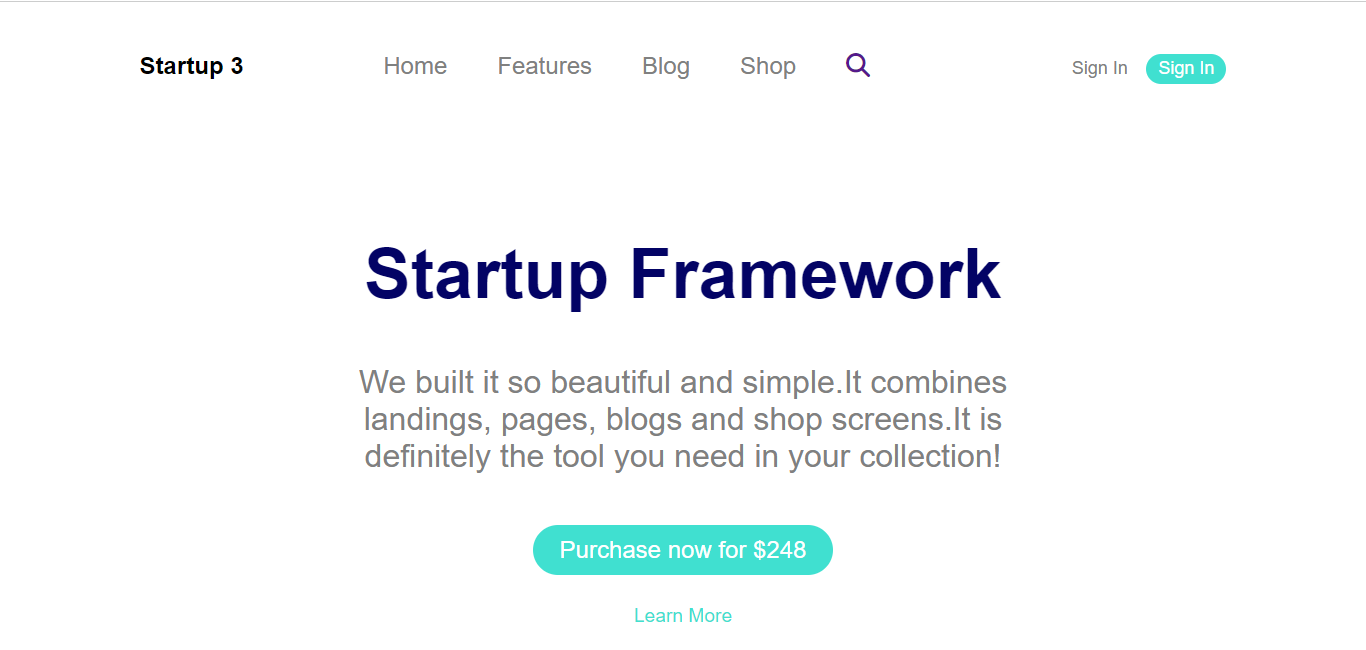 Startup 3 Home Features Blog Shop Sign In Sign In
Startup Framework
We built it so beautiful and simple.It combines
landings, pages, blogs and shop screens.It is
definitely the tool you need in your collection!
Purchase now for $248
Learn More